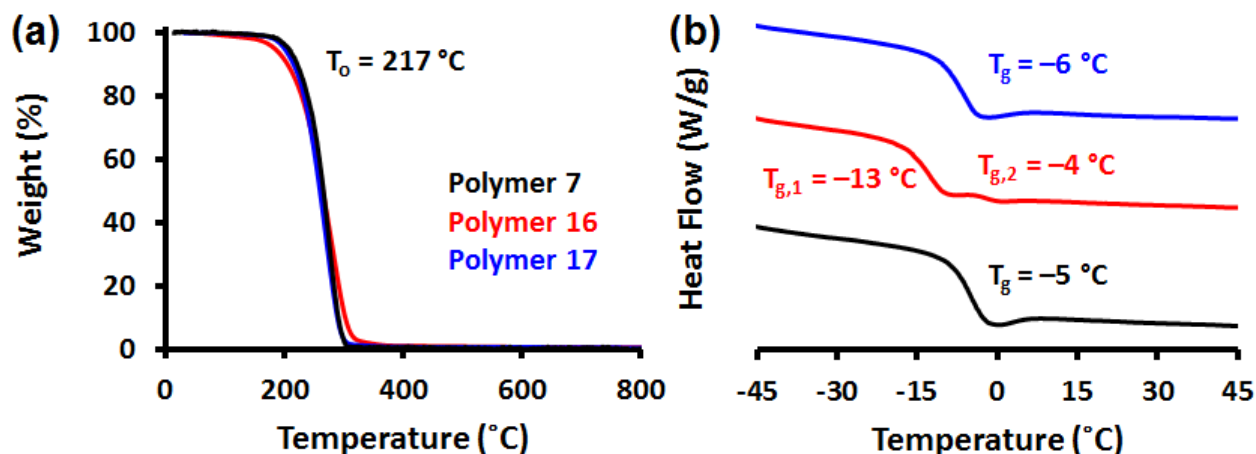 (a)
100
80
60
40
20
0
Weight (%)
T₀ = 217 °C
Polymer 7
Polymer 16
Polymer 17
0 200 400 600 800
Temperature (˚C)
(b)
Heat Flow (W/g)
Tg = –6 °C
Tg,1 = –13 °C
Tg,2 = –4 °C
Tg = –5 °C
-45 -30 -15 0 15 30 45
Temperature (˚C)